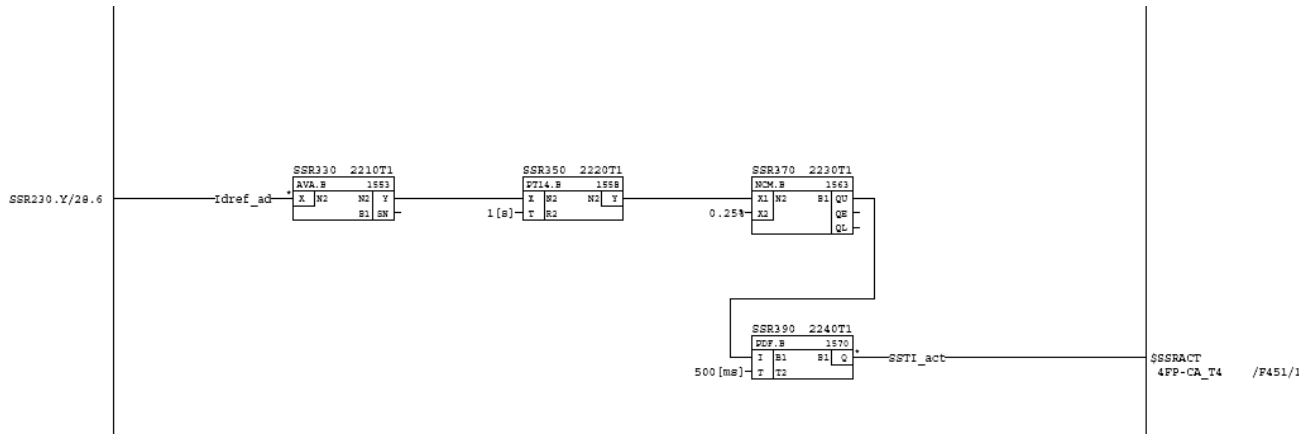 SSR330 2210T1
AVA.B 1553
SSR230.Y/28.6 Idref_ad * X N2 N2 Y
B1 SN
SSR350 2220T1
PT14.B 1558
X N2 N2 Y
1[s] T R2
SSR370 2230T1
NCM.B 1563
X1 N2 B1 QU
0.25% X2 QE
QL
SSR390 2240T1
PDF.B 1570
I B1 B1 Q * SSTI_act $SSRACT
500[ms] T T2 4FP-CA_T4 /F451/1